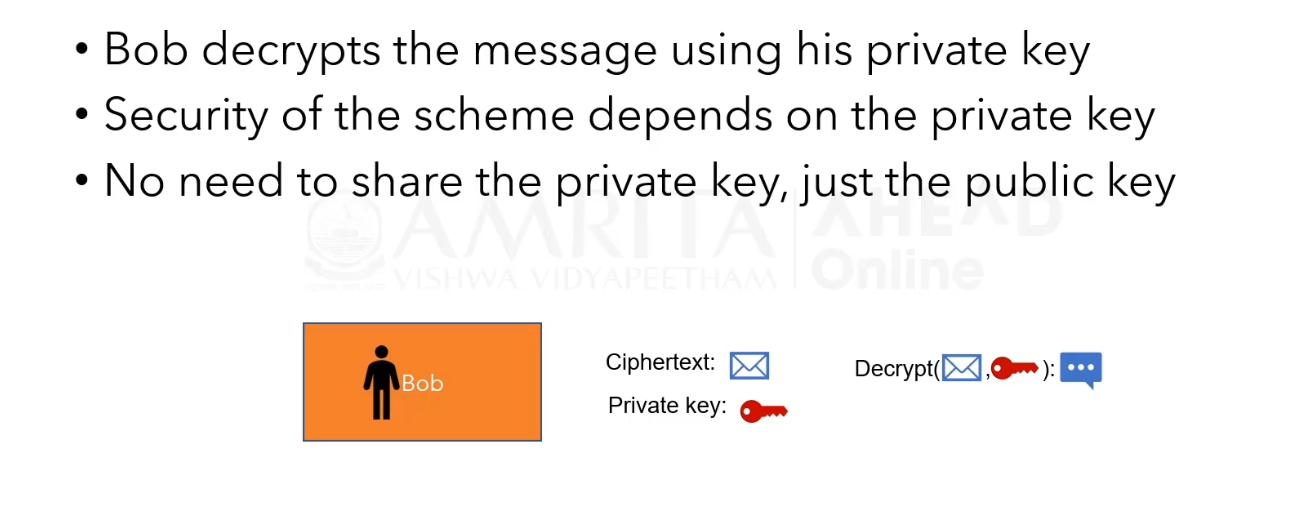 • Bob decrypts the message using his private key
• Security of the scheme depends on the private key
• No need to share the private key, just the public key
AMRITA
VISHWA VIDYAPEETHAM
AHEAD
Online
Bob
Ciphertext:
Private key:
Decrypt( , ):